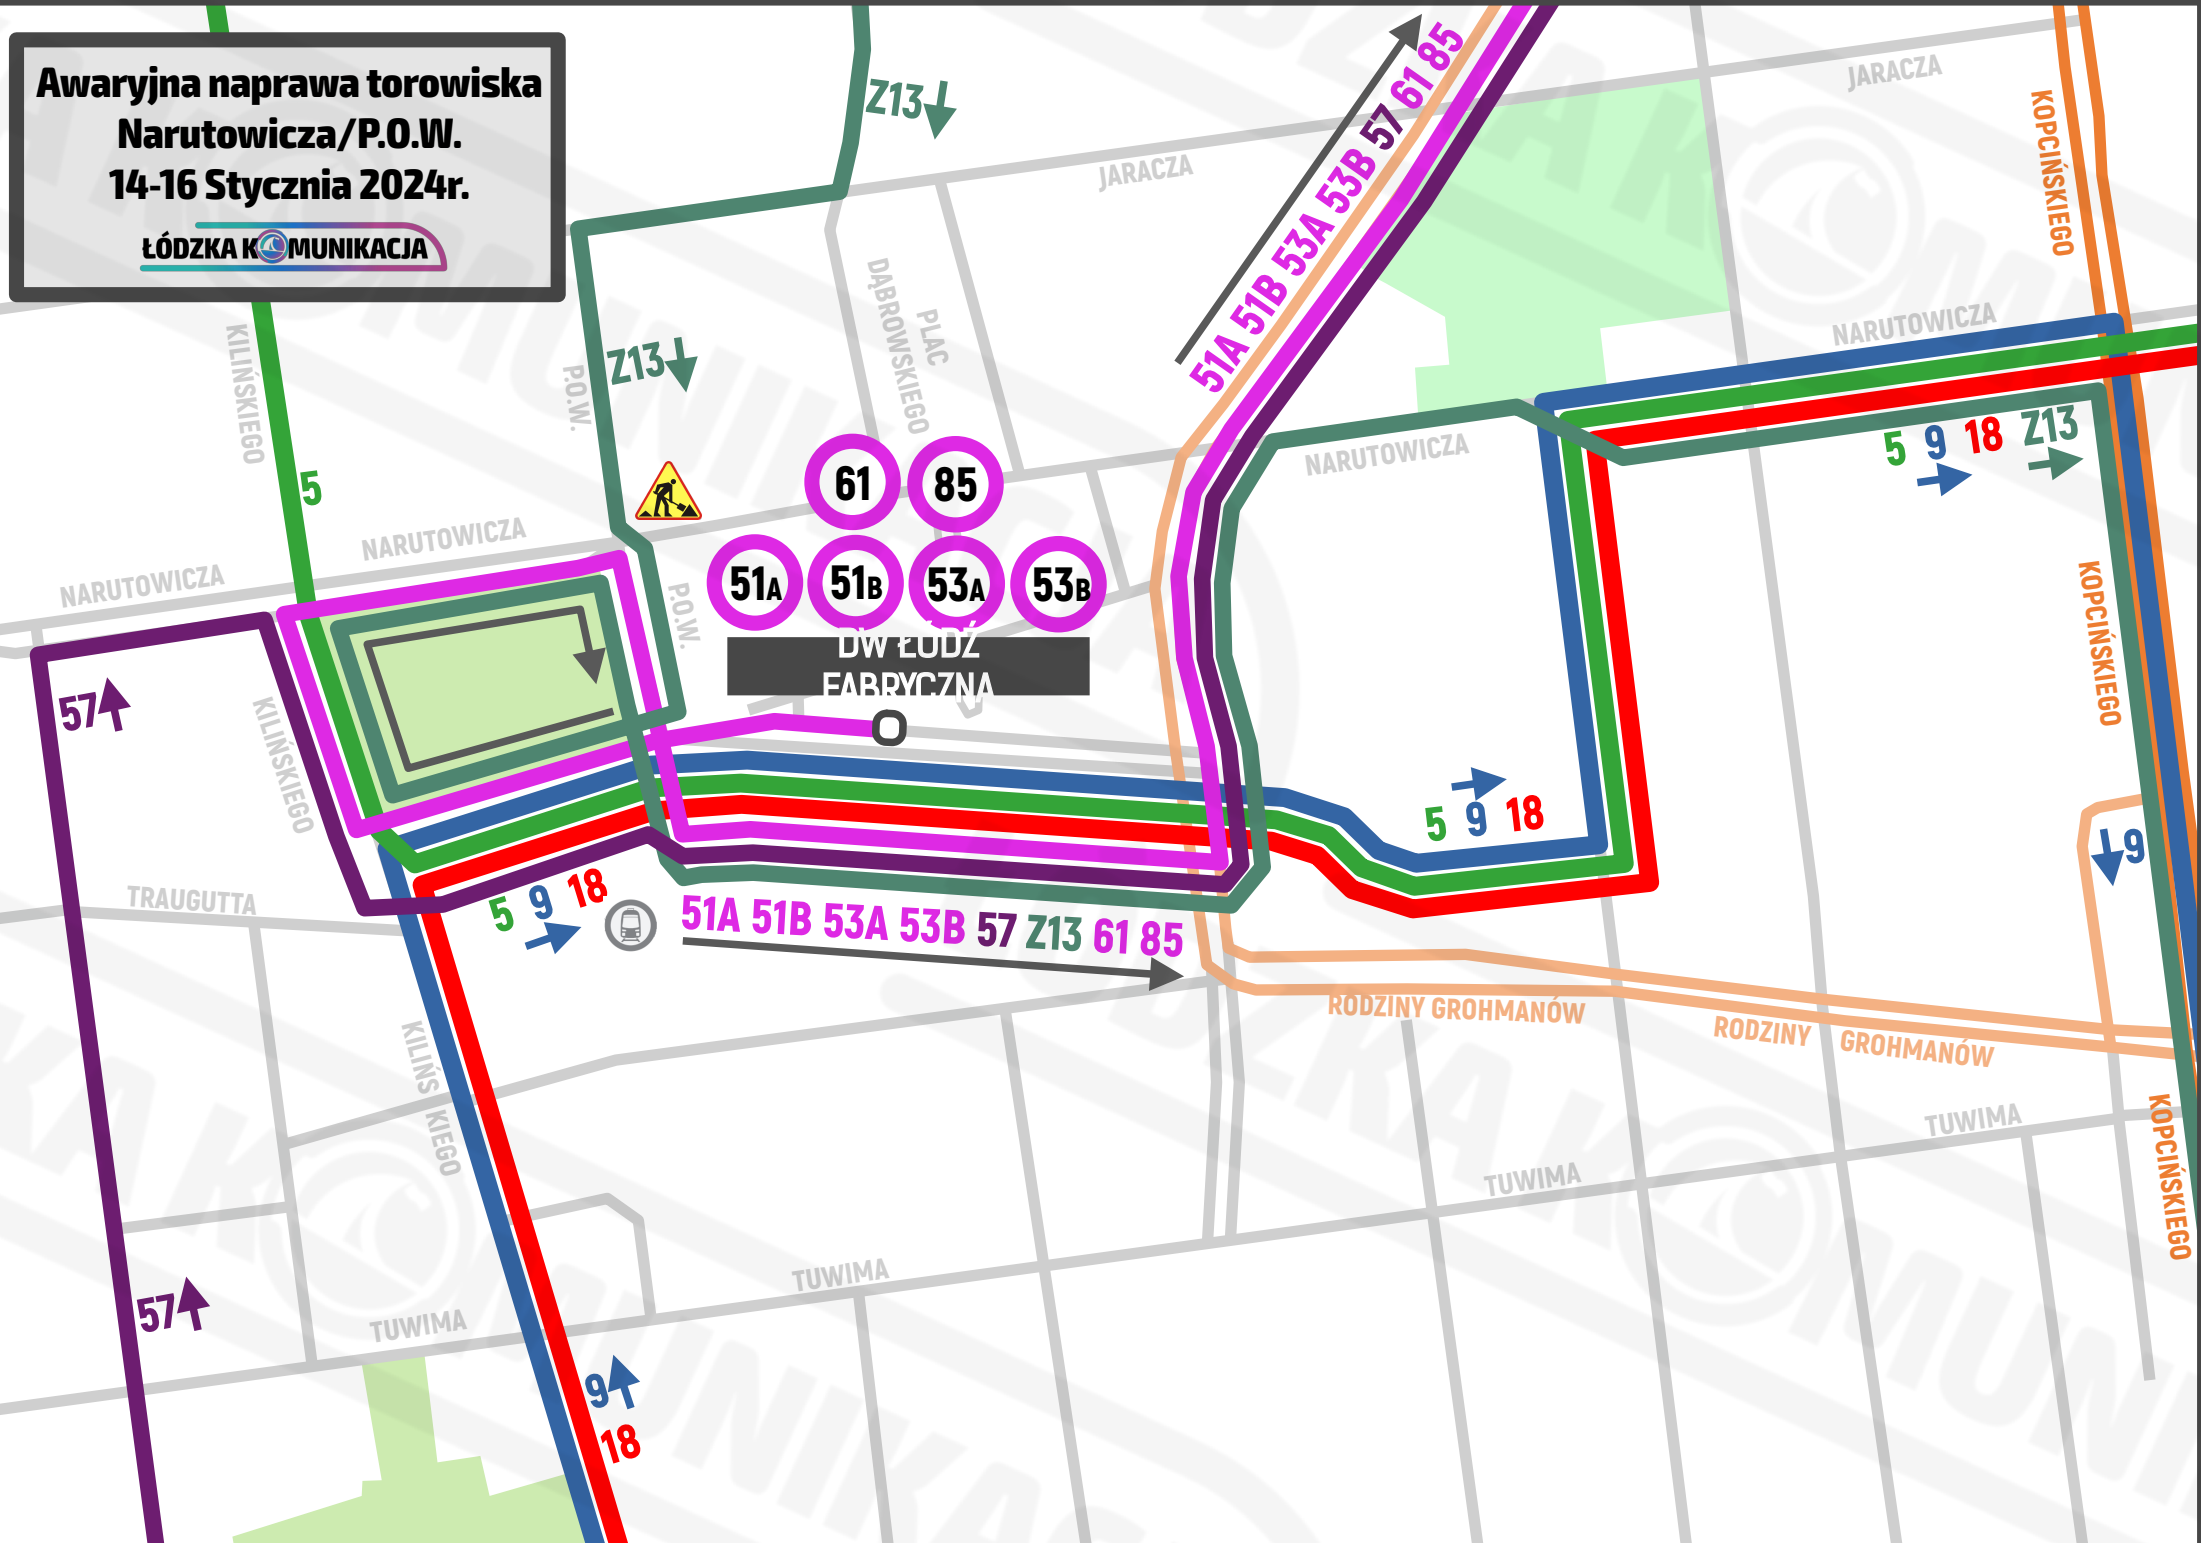 Awaryjna naprawa torowiska
Narutowicza/P.O.W.
14-16 Stycznia 2024r.
ŁÓDZKA KOMUNIKACJA
Z13
JARACZA
JARACZA
KOPCIŃSKIEGO
51A 51B 53A 53B 57 61 85
KILIŃSKIEGO
P.O.W.
Z13
PLAC
DĄBROWSKIEGO
NARUTOWICZA
NARUTOWICZA
5 9 18 Z13
5
61
85
NARUTOWICZA
NARUTOWICZA
51A
51B
53A
53B
P.O.W.
DW ŁÓDŹ
FABRYCZNA
KOPCIŃSKIEGO
57
KILIŃSKIEGO
5 9 18
9
TRAUGUTTA
5 9 18
51A 51B 53A 53B 57 Z13 61 85
RODZINY GROHMANÓW
RODZINY GROHMANÓW
KILIŃSKIEGO
TUWIMA
TUWIMA
KOPCIŃSKIEGO
TUWIMA
57
TUWIMA
9
18